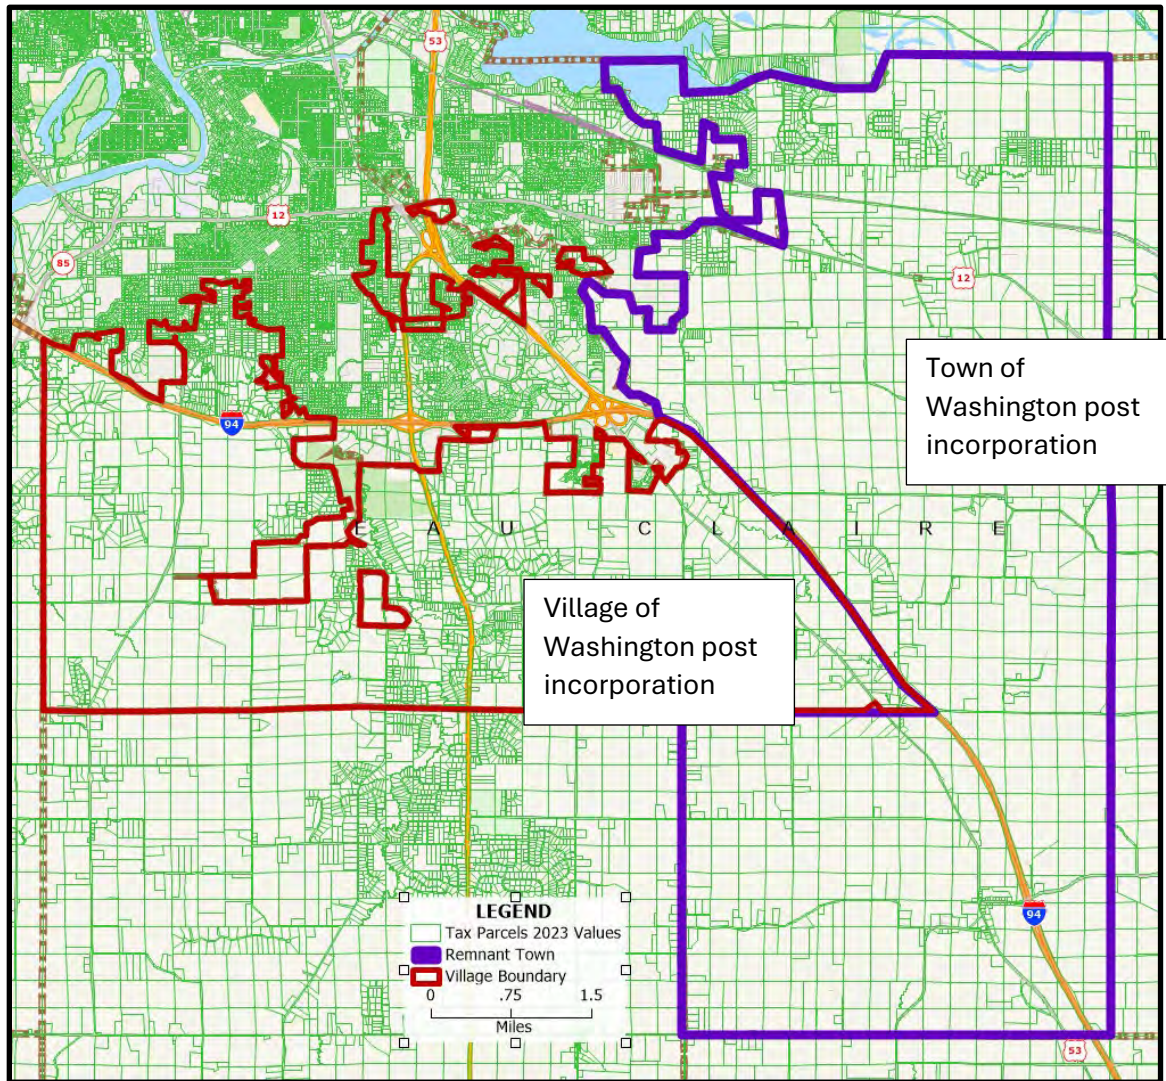 53
12
85
12
Town of
Washington post
incorporation
94
E A U C L A I R E
Village of
Washington post
incorporation
94
LEGEND
Tax Parcels 2023 Values
Remnant Town
Village Boundary
0 .75 1.5
Miles
53